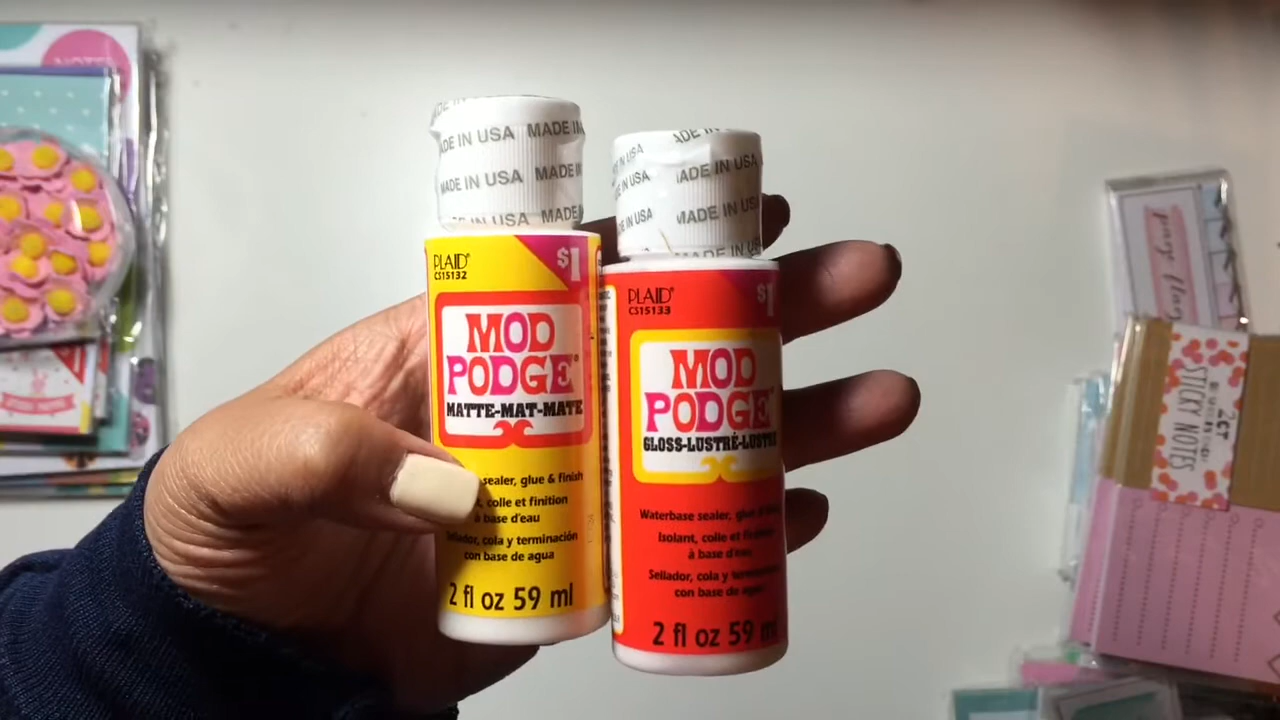 MADE IN USA MADE IN
MADE IN USA MADE IN
PLAID®
CS15132
$1
MOD
PODGE®
MATTE-MAT-MATE
sealer, glue & finish
colle et finition
à base d'eau
Sellador, cola y terminación
con base de agua
2 fl oz 59 ml
MADE IN USA
MADE IN USA
MADE IN U
PLAID®
CS15133
$1
MOD
PODGE
GLOSS-LUSTRÉ-LUSTRE
Waterbase sealer,
Isolant, colle et
à base d'eau
Sellador, cola y
con base de agua
2 fl oz 59 ml
STICKY NOTES
2CT